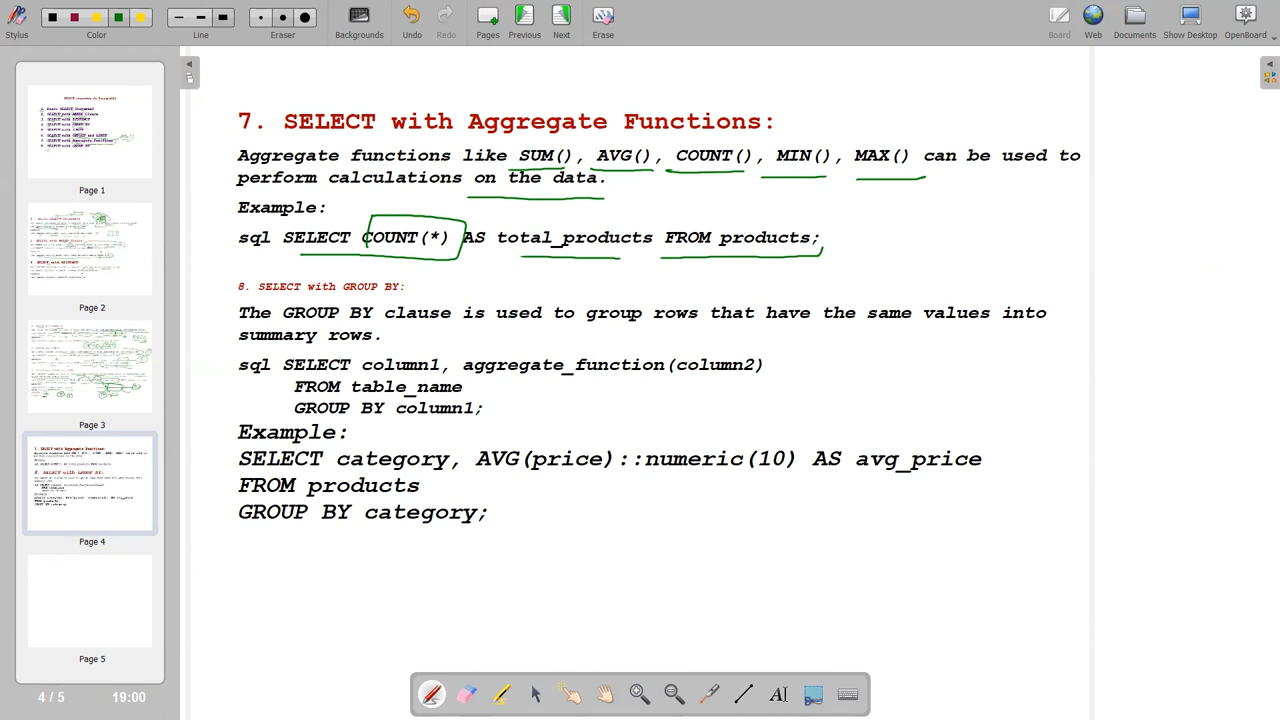 Stylus
Color
Line
Eraser
Backgrounds
Undo
Redo
Pages
Previous
Next
Erase
Board
Web
Documents
Show Desktop
OpenBoard
Page 1
Page 2
Page 3
Page 4
Page 5
4 / 5 19:00
7. SELECT with Aggregate Functions:
Aggregate functions like SUM(), AVG(), COUNT(), MIN(), MAX() can be used to
perform calculations on the data.
Example:
sql SELECT COUNT(*) AS total_products FROM products;
8. SELECT with GROUP BY:
The GROUP BY clause is used to group rows that have the same values into
summary rows.
sql SELECT column1, aggregate_function(column2)
FROM table_name
GROUP BY column1;
Example:
SELECT category, AVG(price)::numeric(10) AS avg_price
FROM products
GROUP BY category;